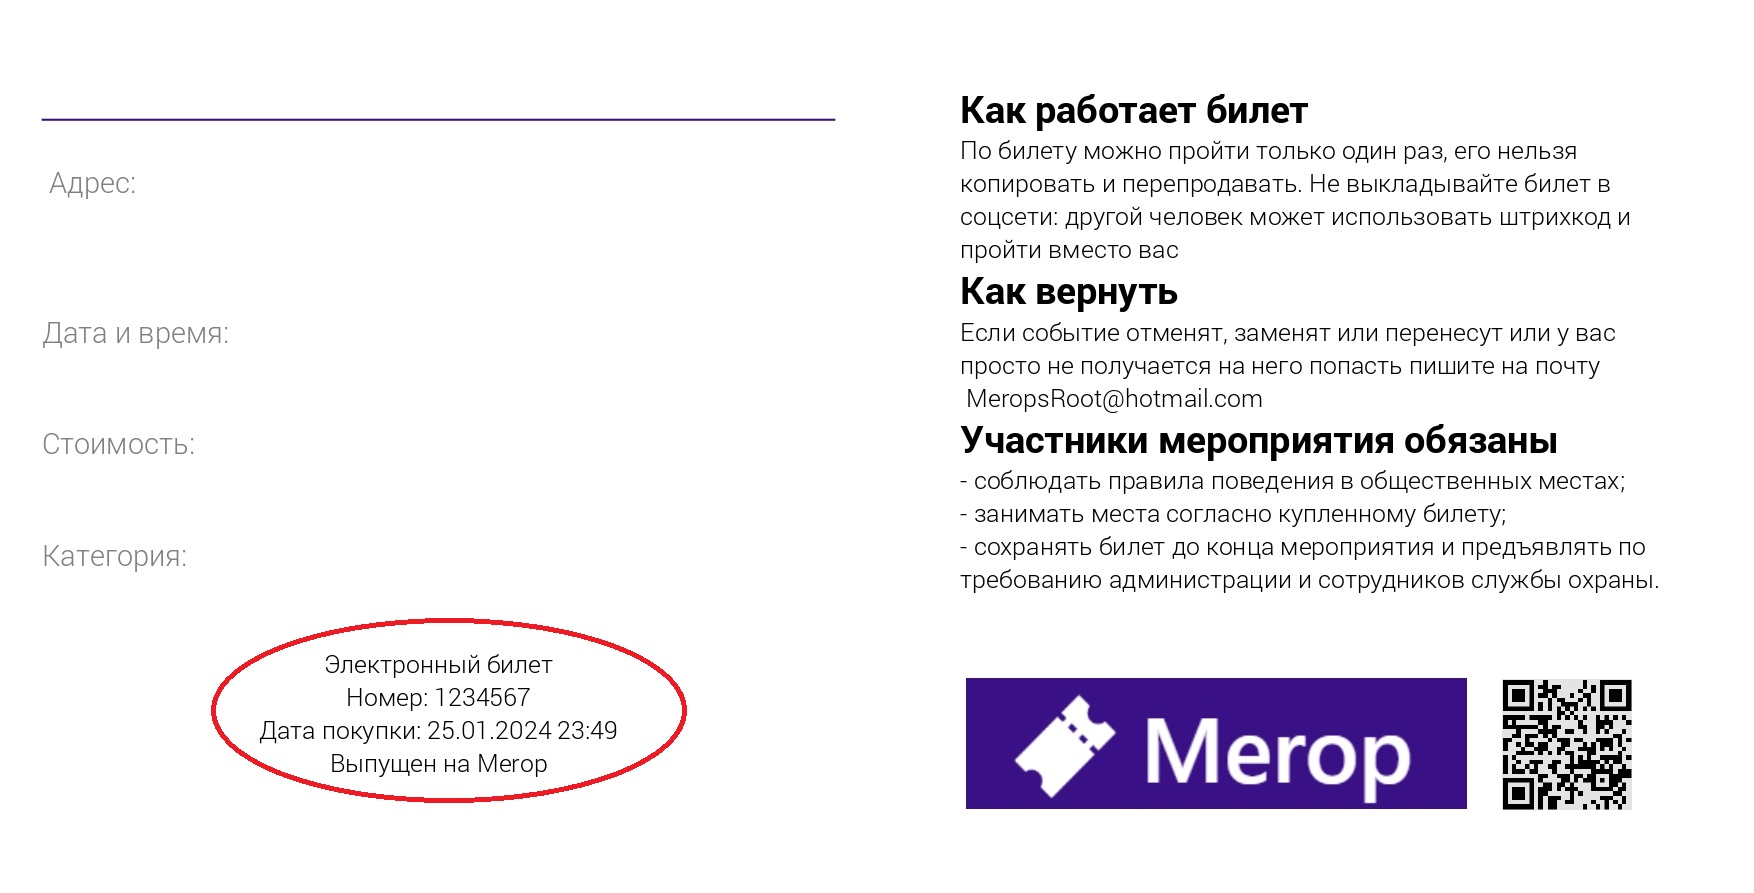 Адрес:
Дата и время:
Стоимость:
Категория:
Электронный билет
Номер: 1234567
Дата покупки: 25.01.2024 23:49
Выпущен на Merop
Как работает билет
По билету можно пройти только один раз, его нельзя
копировать и перепродавать. Не выкладывайте билет в
соцсети: другой человек может использовать штрихкод и
пройти вместо вас
Как вернуть
Если событие отменят, заменят или перенесут или у вас
просто не получается на него попасть пишите на почту
MeropsRoot@hotmail.com
Участники мероприятия обязаны
- соблюдать правила поведения в общественных местах;
- занимать места согласно купленному билету;
- сохранять билет до конца мероприятия и предъявлять по
требованию администрации и сотрудников службы охраны.
Merop